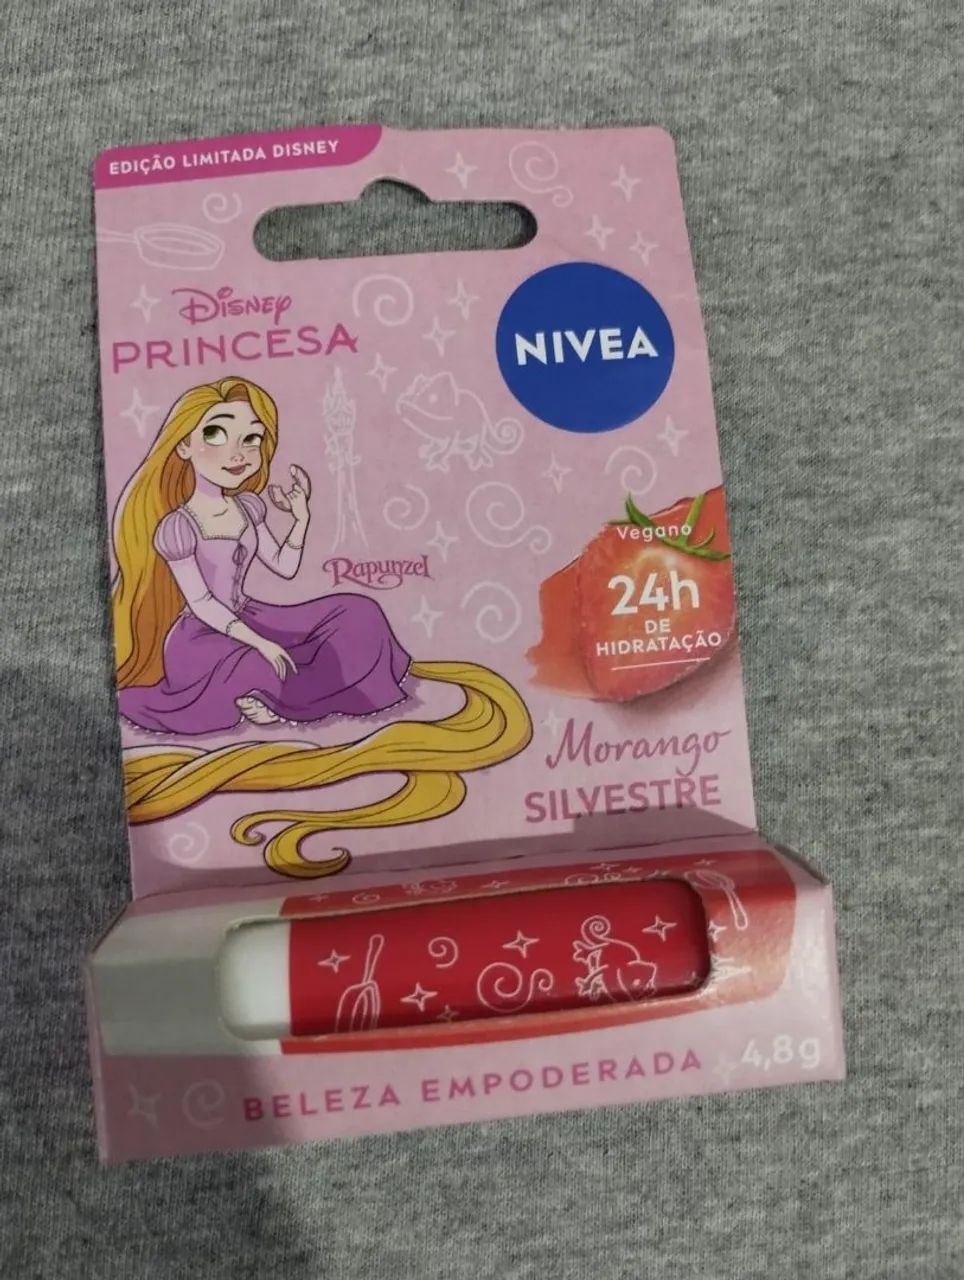 EDIÇÃO LIMITADA DISNEY
Disney
PRINCESA
NIVEA
Rapunzel
Vegano
24h
DE
HIDRATAÇÃO
Morango
SILVESTRE
BELEZA EMPODERADA
4,8g